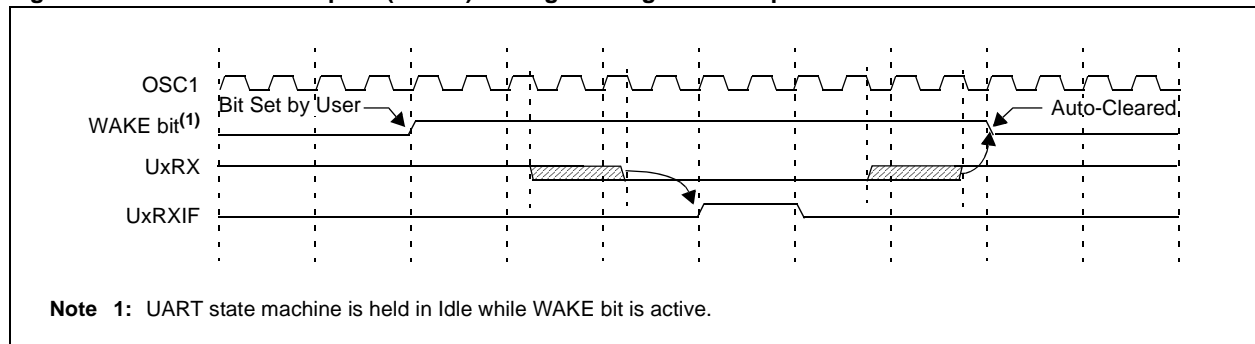 OSC1
Bit Set by User
Auto-Cleared
WAKE bit(1)
UxRX
UxRXIF
Note 1: UART state machine is held in Idle while WAKE bit is active.